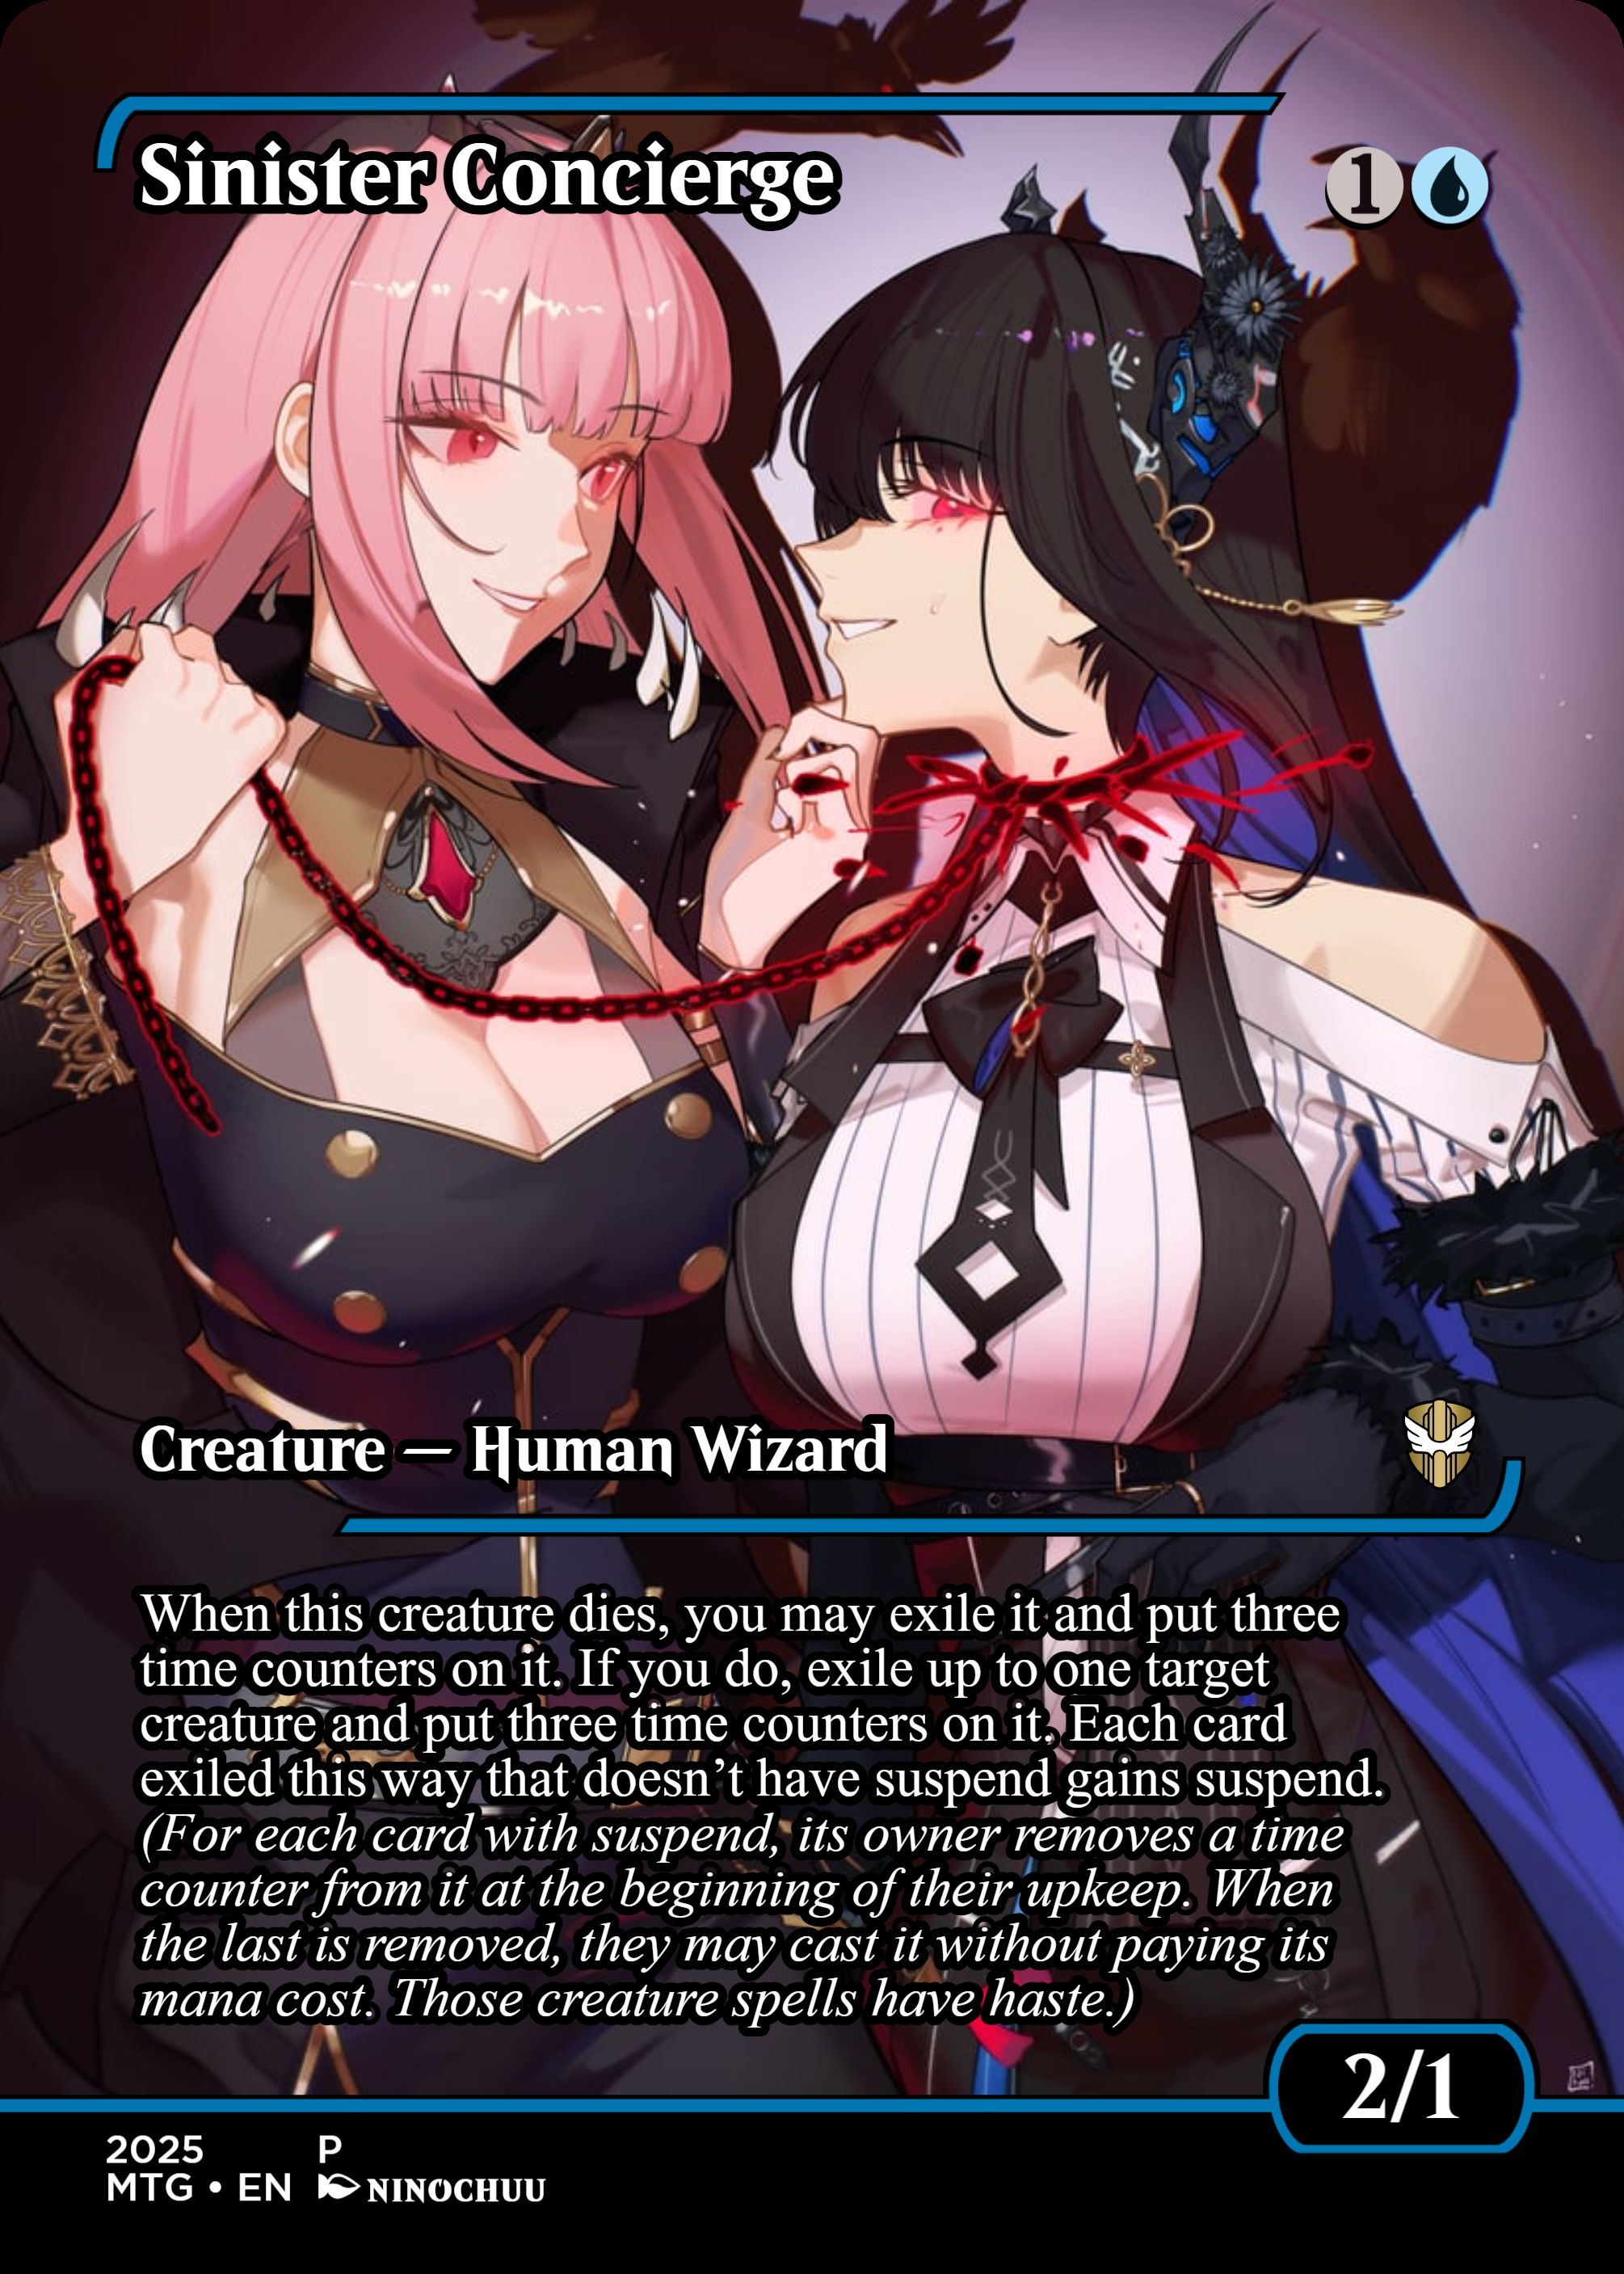 Sinister Concierge
1
Creature — Human Wizard
When this creature dies, you may exile it and put three
time counters on it. If you do, exile up to one target
creature and put three time counters on it. Each card
exiled this way that doesn’t have suspend gains suspend.
(For each card with suspend, its owner removes a time
counter from it at the beginning of their upkeep. When
the last is removed, they may cast it without paying its
mana cost. Those creature spells have haste.)
2/1
2025 P
MTG • EN NINOCHUU